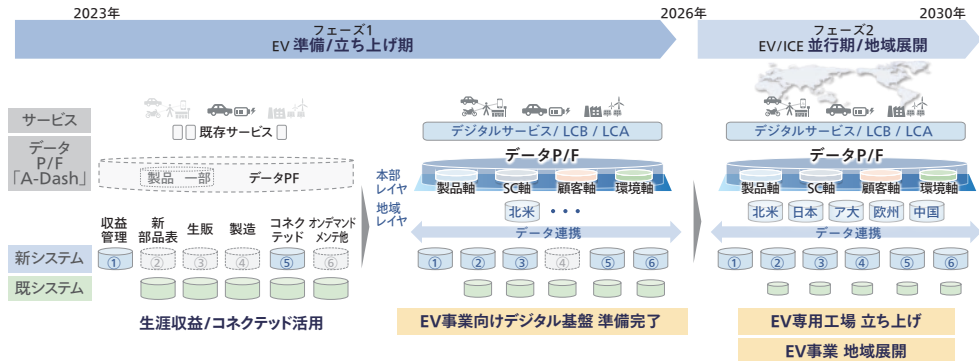 2023年
2026年
2030年
フェーズ1
EV 準備/立ち上げ期
フェーズ2
EV/ICE 並行期/地域展開
サービス
データ
P/F
「A-Dash」
新システム
既システム
既存サービス
製品 一部
データPF
収益
管理
新
部品表
生販
製造
コネク
テッド
オンデマンド
メンテ他
①
②
③
④
⑤
⑥
生涯収益/コネクテッド活用
デジタルサービス/ LCB / LCA
データP/F
本部
レイヤ
製品軸
SC軸
顧客軸
環境軸
地域
レイヤ
北米
・・・
データ連携
①
②
③
④
⑤
⑥
EV事業向けデジタル基盤 準備完了
デジタルサービス/ LCB / LCA
データP/F
製品軸
SC軸
顧客軸
環境軸
北米
日本
ア大
欧州
中国
データ連携
①
②
③
④
⑤
⑥
EV専用工場 立ち上げ
EV事業 地域展開